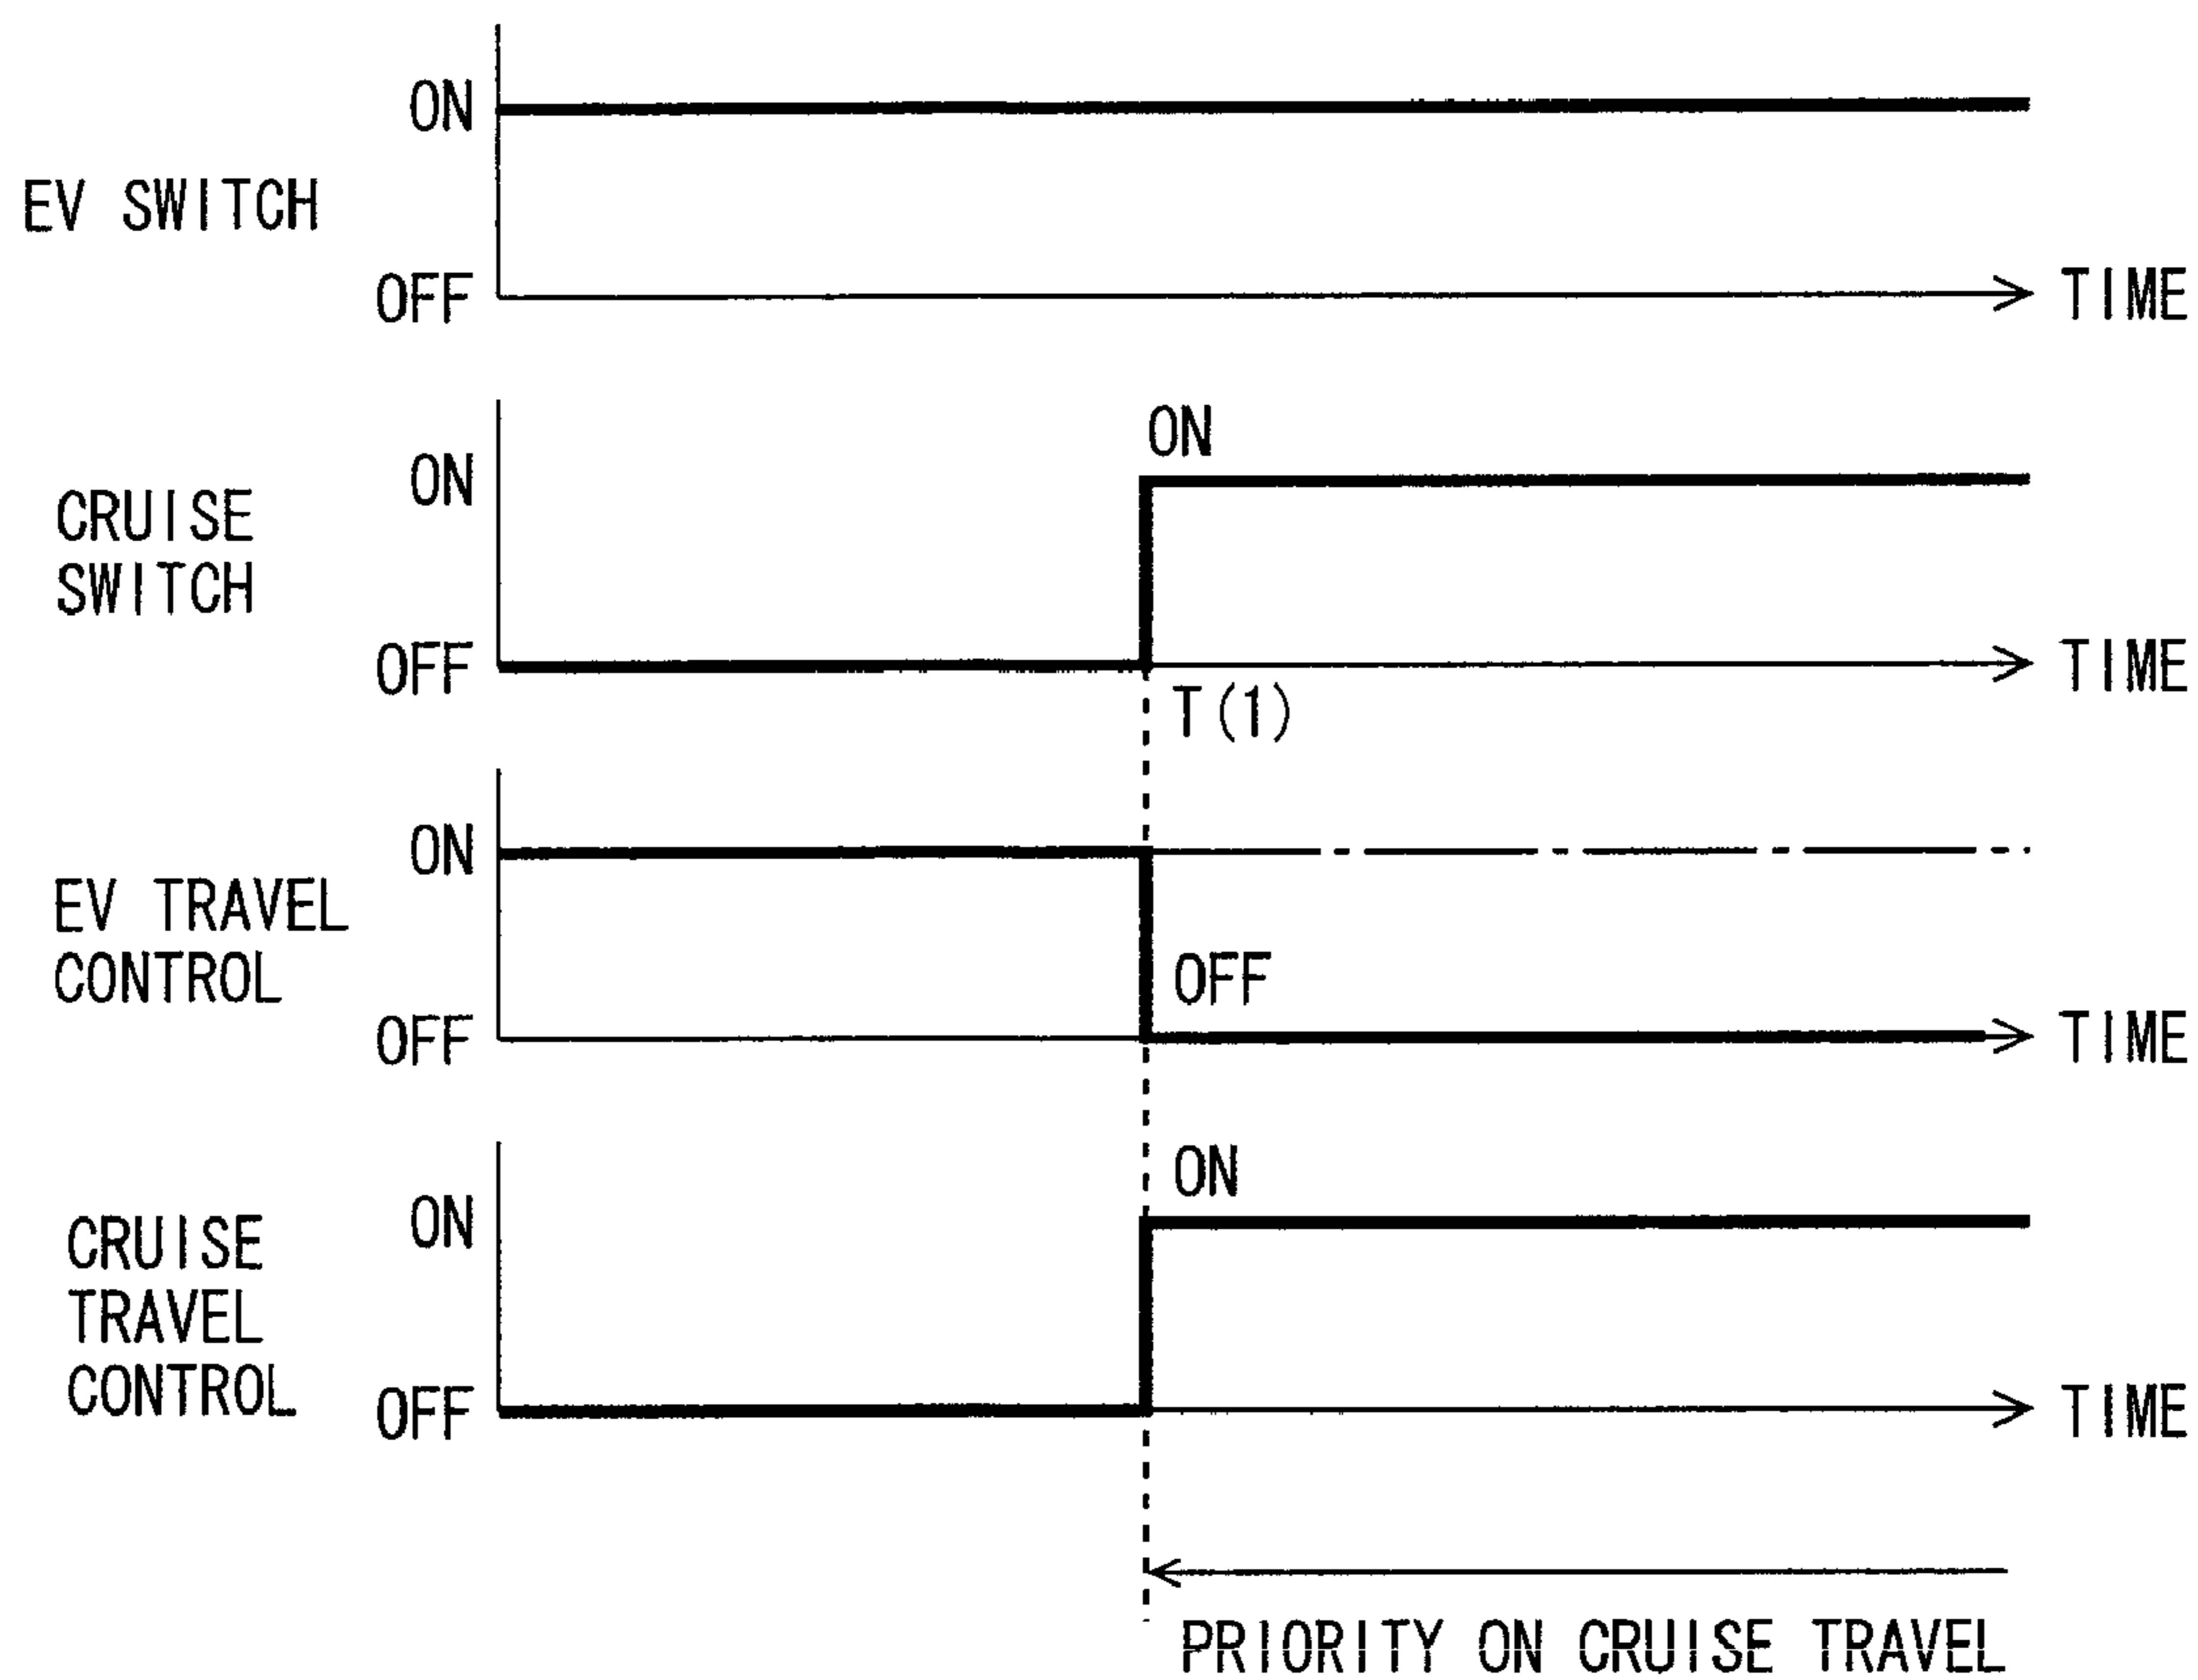 ON
EV SWITCH
OFF
TIME
ON
ON
CRUISE
SWITCH
OFF
TIME
T(1)
ON
EV TRAVEL
CONTROL
OFF
OFF
TIME
ON
ON
CRUISE
TRAVEL
CONTROL
OFF
TIME
PRIORITY ON CRUISE TRAVEL